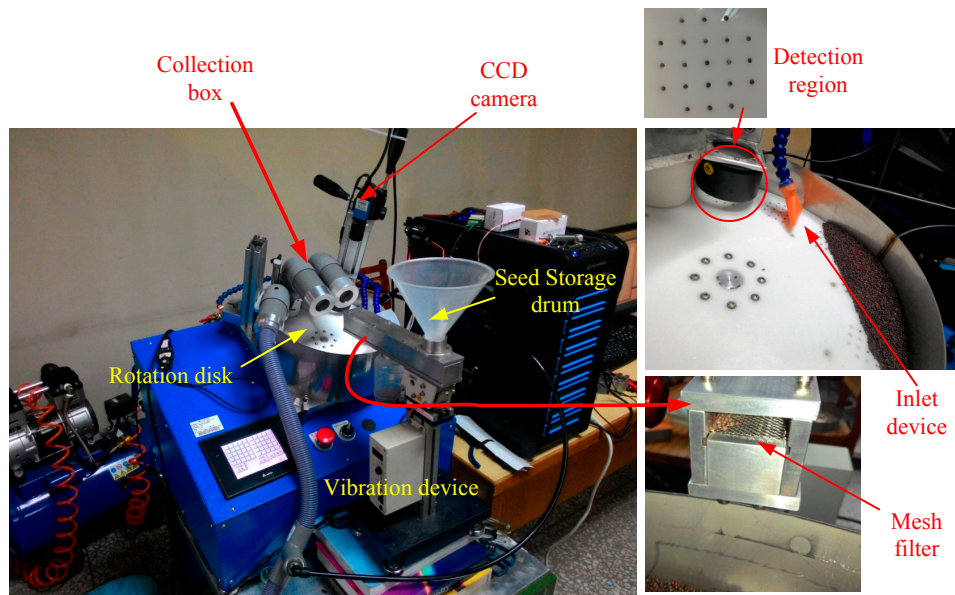 Collection
box
CCD
camera
Detection
region
Seed Storage
drum
Rotation disk
Inlet
device
Vibration device
Mesh
filter